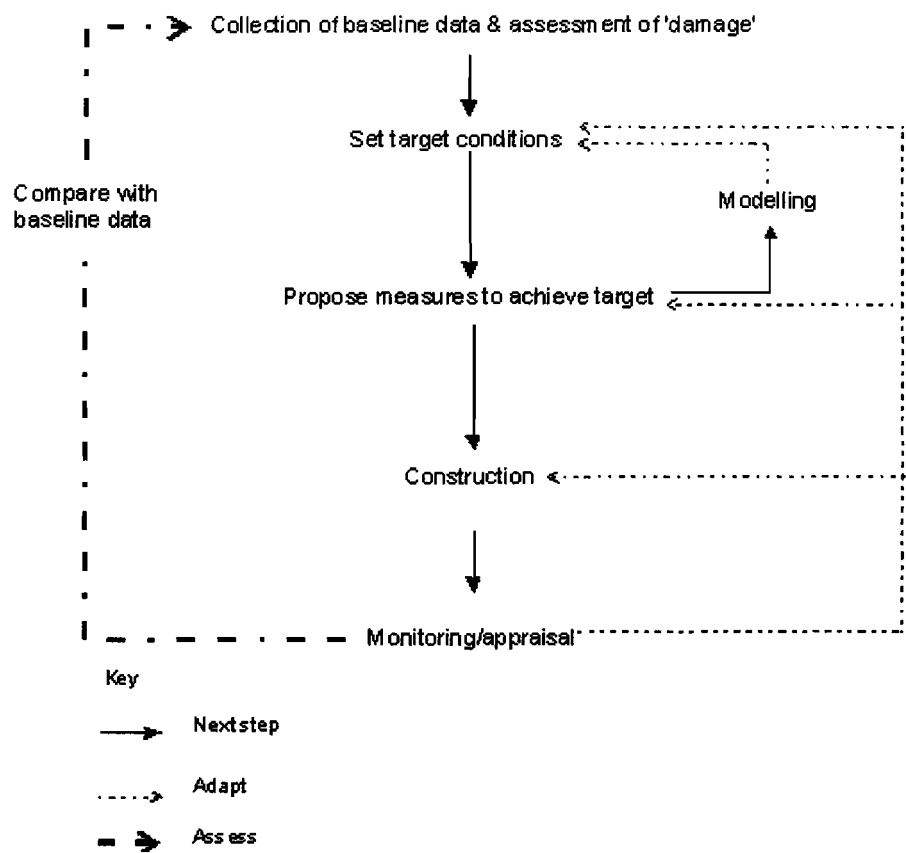 Collection of baseline data & assessment of 'damage'
Set target conditions
Compare with
baseline data
Modelling
Propose measures to achieve target
Construction
Monitoring/appraisal
Key
Next step
Adapt
Assess